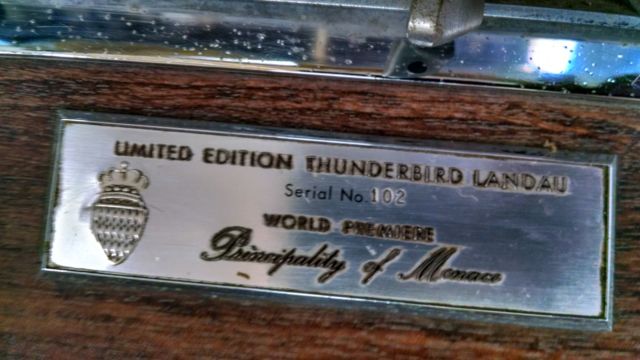 LIMITED EDITION THUNDERBIRD LANDAU
Serial No. 102
WORLD PREMIERE
Principality of Monaco